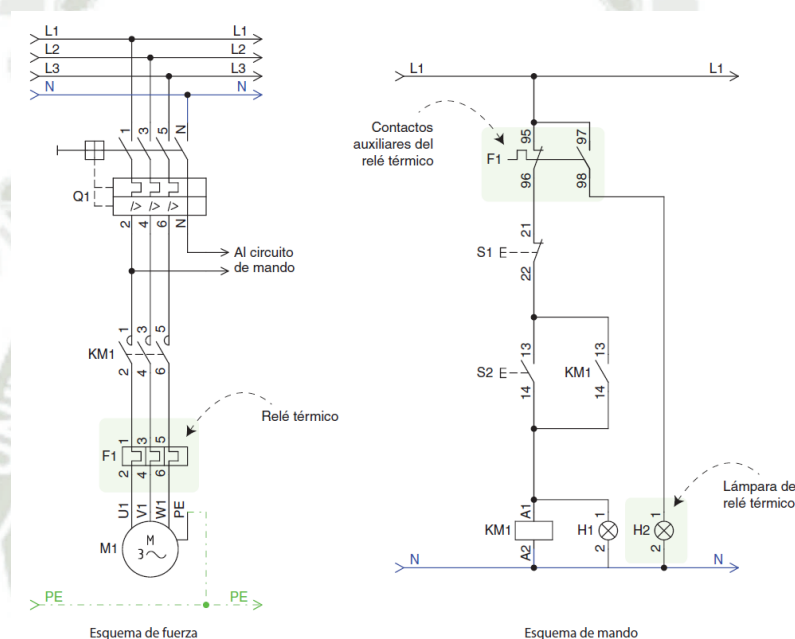 L1 L1
L2 L2
L3 L3
N N
1 3 5 N
Q1
2 4 6 N
Al circuito
de mando
1 3 5
KM1
2 4 6
Relé térmico
1 3 5
F1
2 4 6
U1 V1 W1 PE
M1
M
3
PE PE
Esquema de fuerza
L1 L1
Contactos
auxiliares del
relé térmico
95 97
F1
96 98
21
S1 E
22
13 13
S2 E KM1
14 14
Lámpara de
relé térmico
A1 1 1
KM1 H1 H2
A2 2 2
N N
Esquema de mando